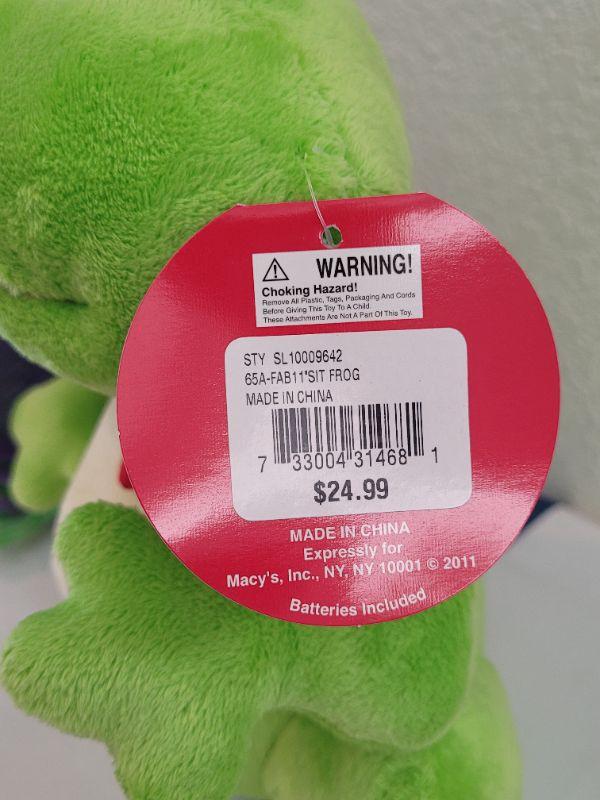 WARNING!
Choking Hazard!
Remove All Plastic, Tags, Packaging And Cords
Before Giving This Toy To A Child.
These Attachments Are Not A Part Of This Toy.
STY SL10009642
65A-FAB11"SIT FROG
MADE IN CHINA
7 33004 31468 1
$24.99
MADE IN CHINA
Expressly for
Macy's, Inc., NY, NY 10001 © 2011
Batteries Included